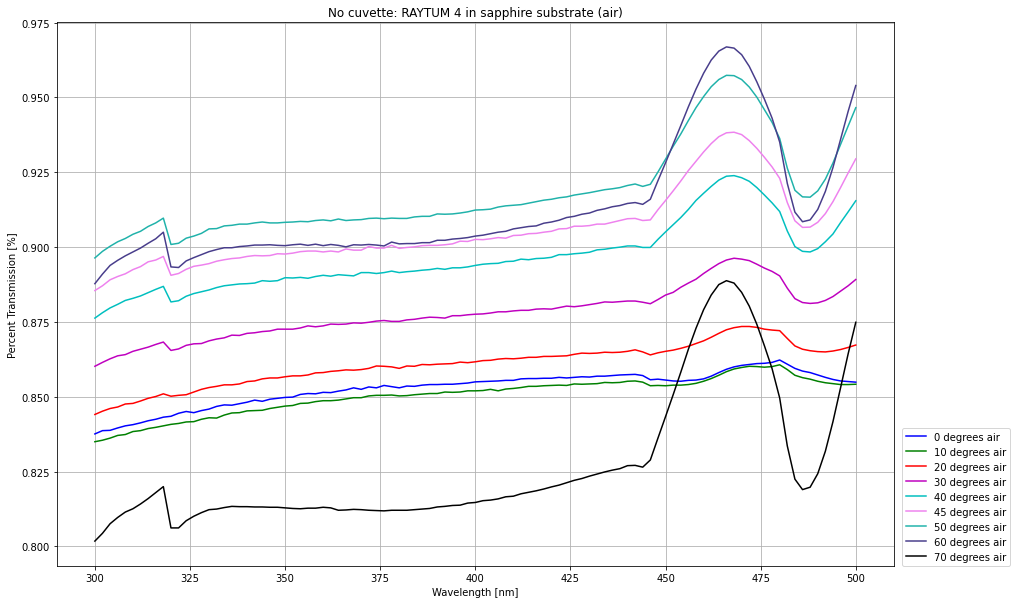 No cuvette: RAYTUM 4 in sapphire substrate (air)
0.975
0.950
0.925
0.900
0.875
0.850
0.825
0.800
Percent Transmission [%]
300
325
350
375
400
425
450
475
500
Wavelength [nm]
0 degrees air
10 degrees air
20 degrees air
30 degrees air
40 degrees air
45 degrees air
50 degrees air
60 degrees air
70 degrees air